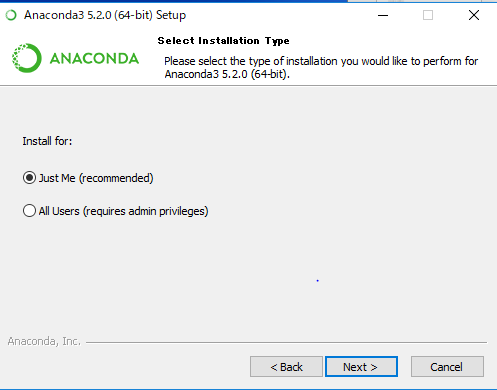 Anaconda3 5.2.0 (64-bit) Setup
Select Installation Type
ANACONDA
Please select the type of installation you would like to perform for
Anaconda3 5.2.0 (64-bit).
Install for:
Just Me (recommended)
All Users (requires admin privileges)
Anaconda, Inc.
< Back
Next >
Cancel